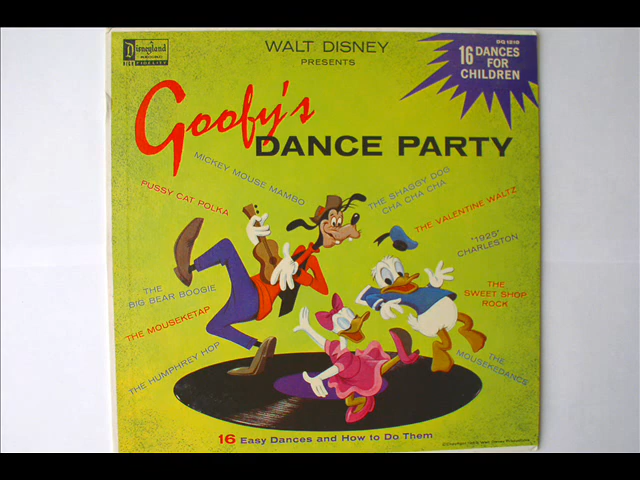 Disneyland
WALT DISNEY
PRESENTS
DQ 1210
16 DANCES
FOR
CHILDREN
Goofy's
DANCE PARTY
MICKEY MOUSE MAMBO
THE SHAGGY DOG
CHA CHA CHA
PUSSY CAT POLKA
THE VALENTINE WALTZ
"1925"
CHARLESTON
THE
BIG BEAR BOOGIE
THE
SWEET SHOP
ROCK
THE MOUSEKETAP
THE HUMPHREY HOP
THE
MOUSEKEDANCE
16 Easy Dances and How to Do Them